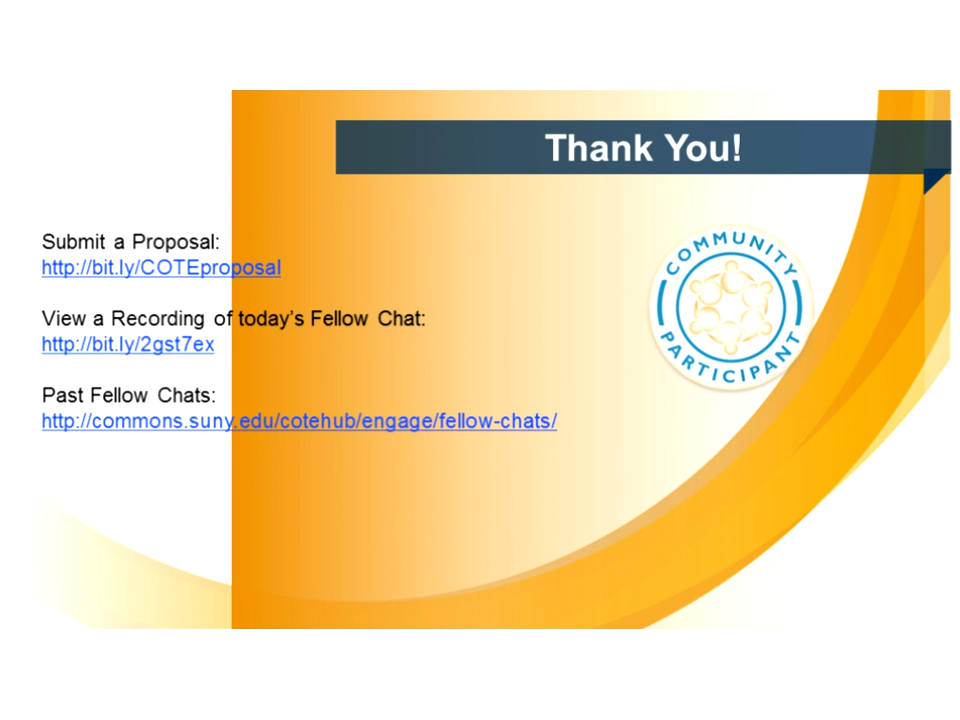 Thank You!
Submit a Proposal:
http://bit.ly/COTEproposal
View a Recording of today's Fellow Chat:
http://bit.ly/2gst7ex
Past Fellow Chats:
http://commons.suny.edu/cotehub/engage/fellow-chats/
COMMUNITY
PARTICIPANT